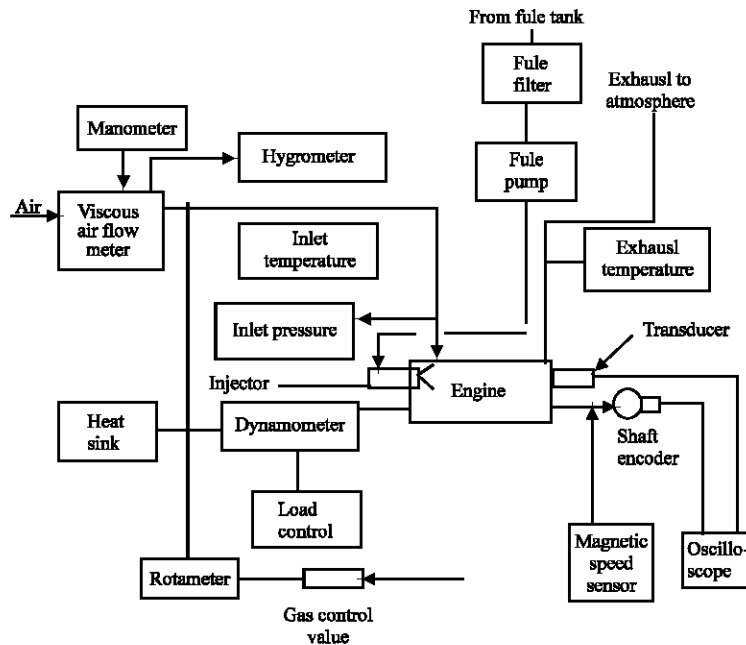 From fule tank
Fule
filter
Exhausl to
atmosphere
Manometer
Hygrometer
Fule
pump
Air
Viscous
air flow
meter
Inlet
temperature
Exhausl
temperature
Inlet pressure
Transducer
Injector
Engine
Heat
sink
Dynamometer
Shaft
encoder
Load
control
Magnetic
speed
sensor
Oscillo-
scope
Rotameter
Gas control
value